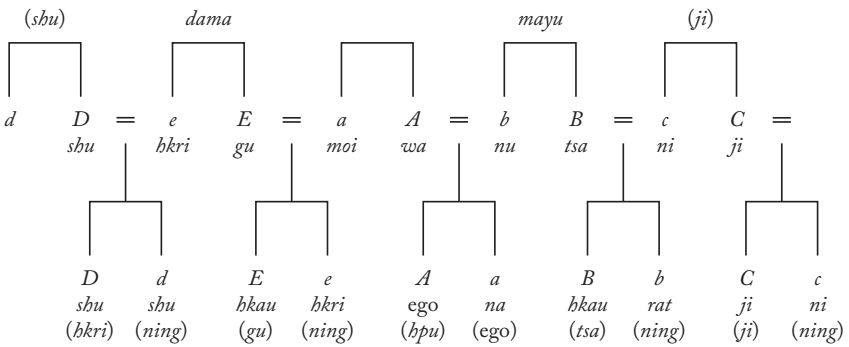 (shu) dama mayu (ji)
d D = e E = a A = b B = c C =
shu hkri gu moi wa nu tsa ni ji
D d E e A a B b C c
shu shu hkau hkri ego na hkau rat ji ni
(hkri) (ning) (gu) (ning) (hpu) (ego) (tsa) (ning) (ji) (ning)